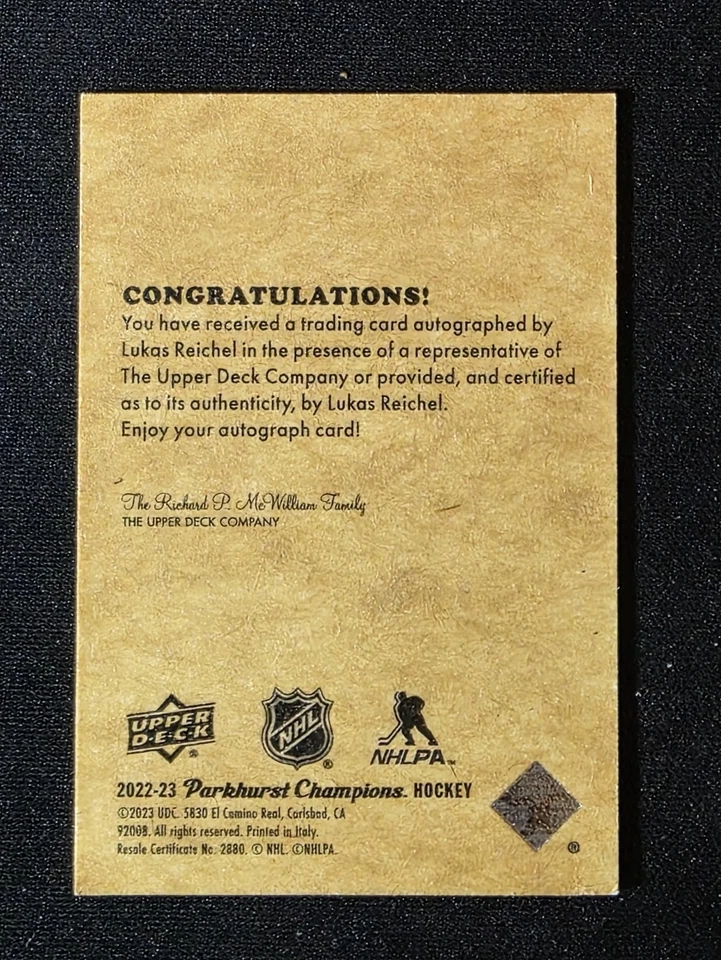 CONGRATULATIONS!
You have received a trading card autographed by
Lukas Reichel in the presence of a representative of
The Upper Deck Company or provided, and certified
as to its authenticity, by Lukas Reichel.
Enjoy your autograph card!
The Richard P. McWilliam Family
THE UPPER DECK COMPANY
UPPER
D·E·C·K
®
NHL
®
NHLPA™
2022-23 Parkhurst Champions™ HOCKEY
©2023 UDC. 5830 El Camino Real, Carlsbad, CA
92008. All rights reserved. Printed in Italy.
Resale Certificate No. 2880. © NHL. ©NHLPA.
®